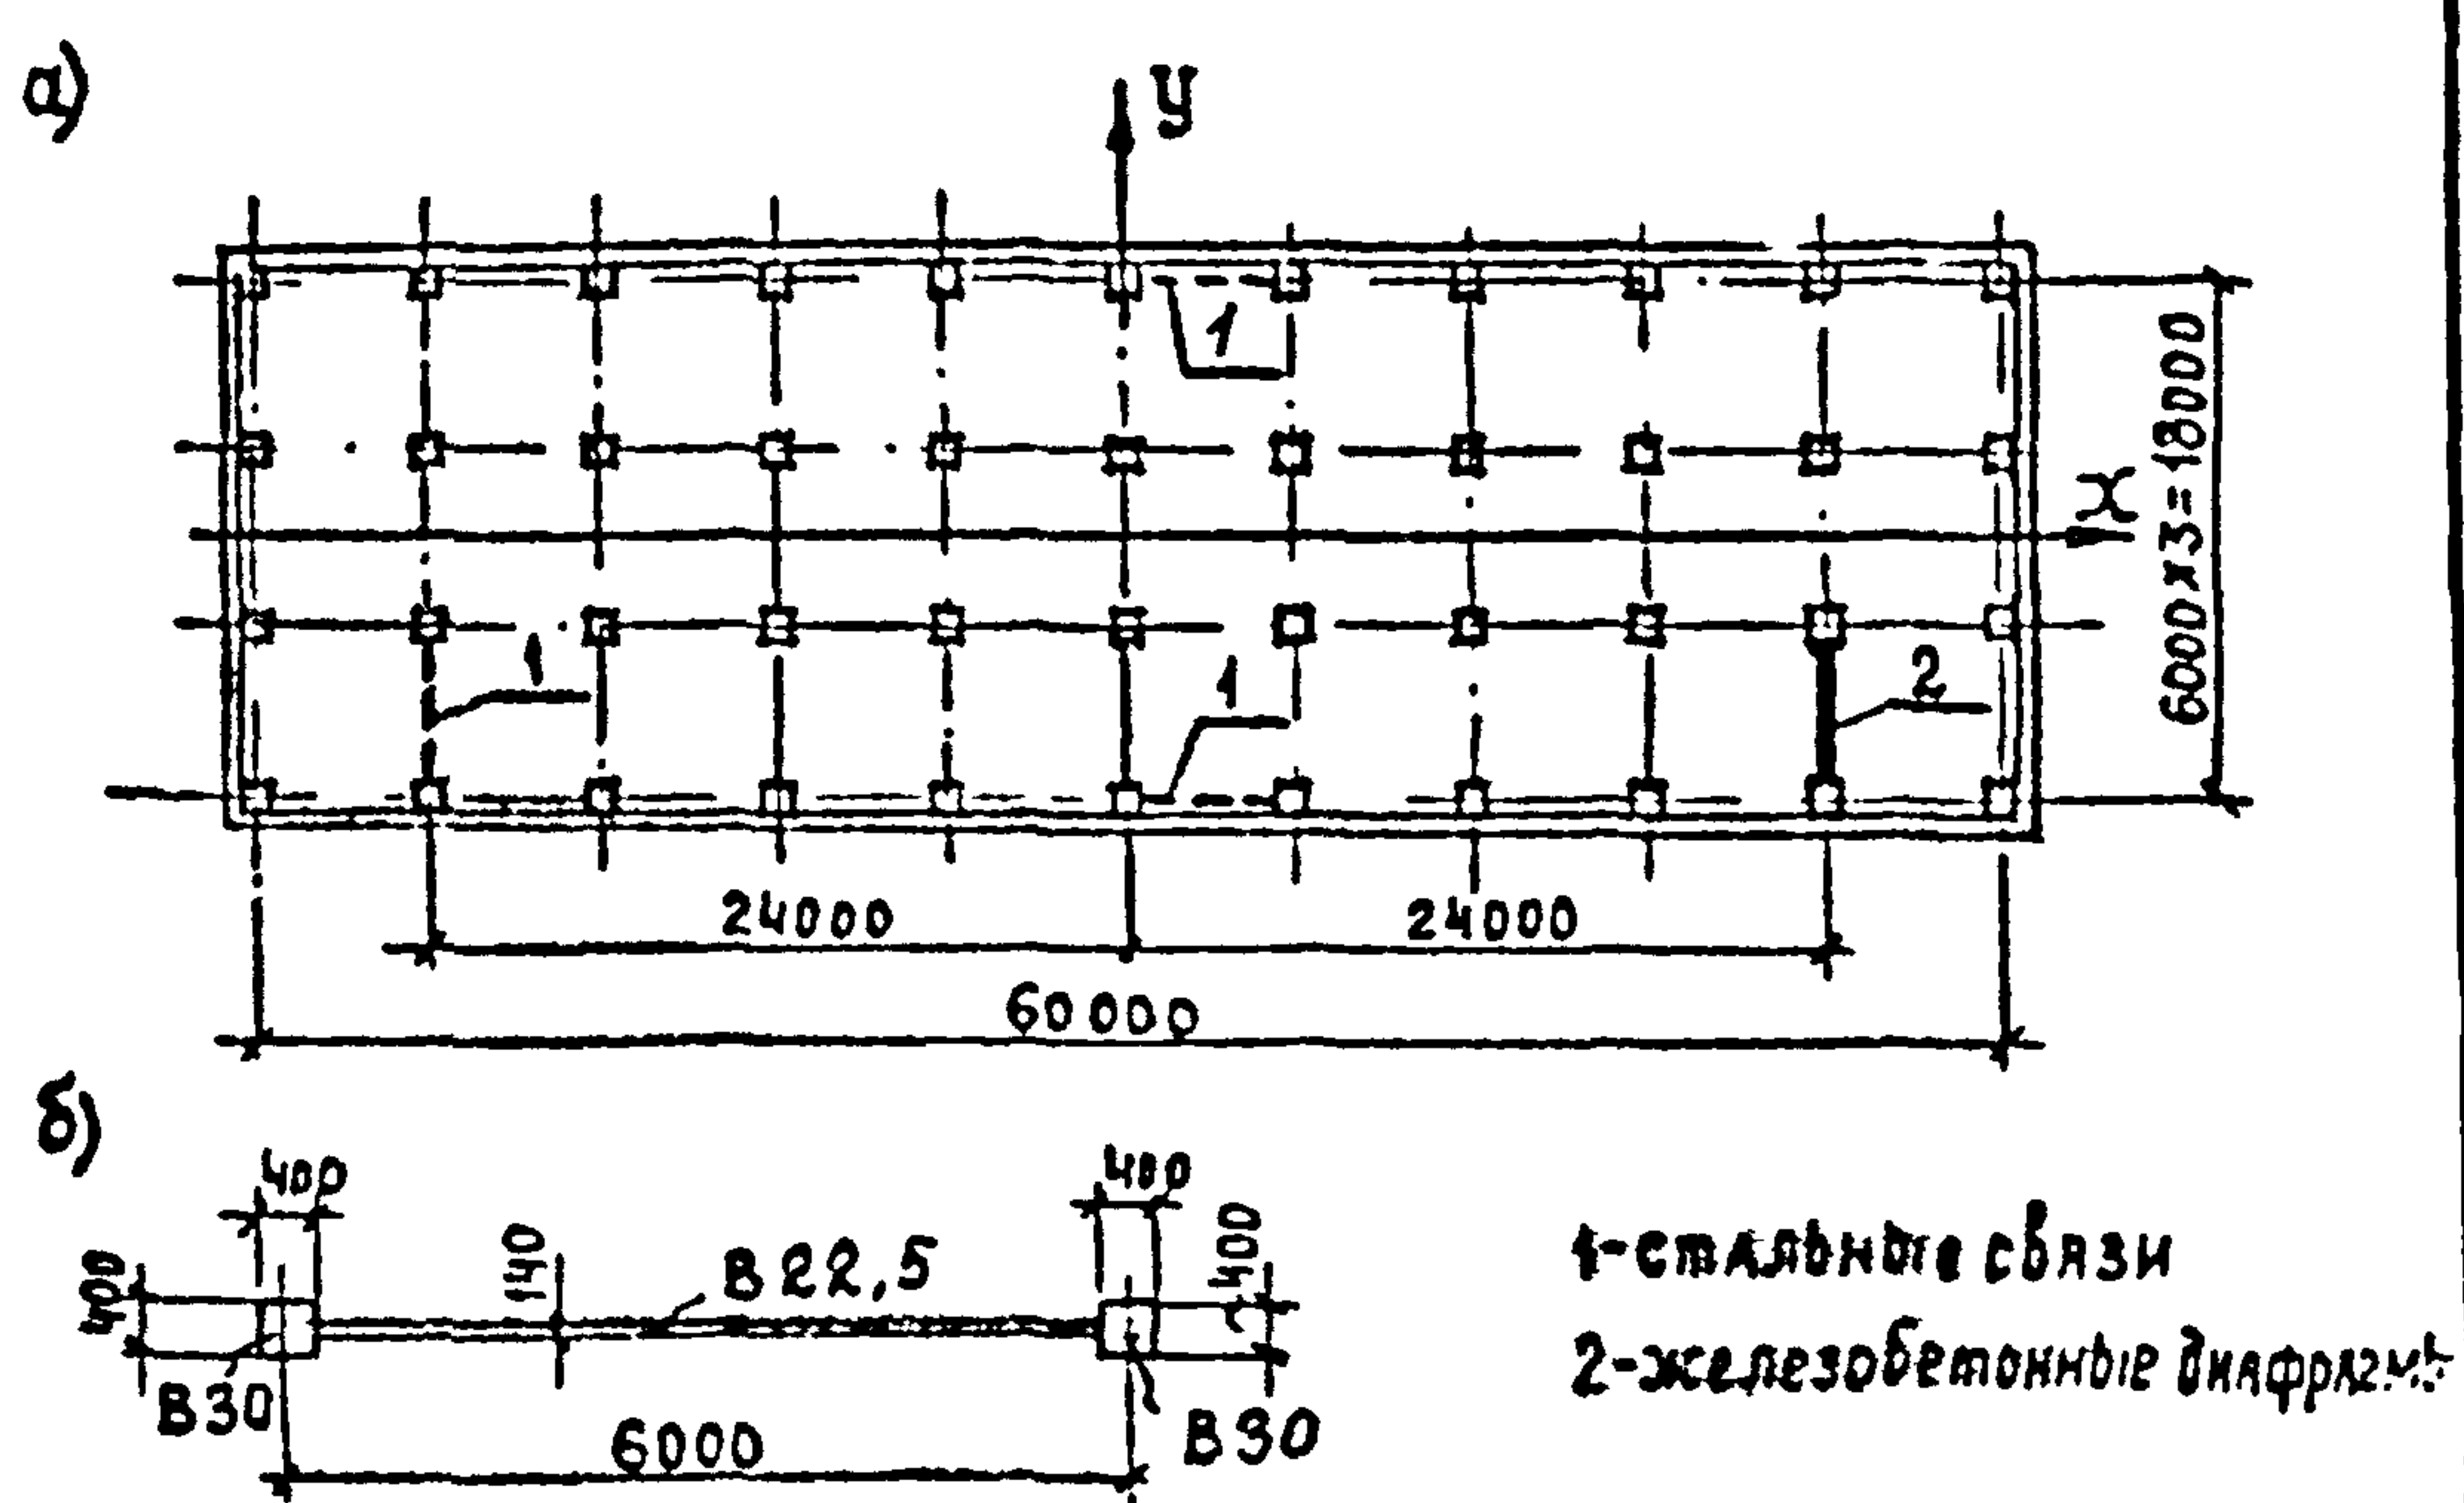 а)
У
1
Х
6000х3=18000
1
1
2
24000
24000
60000
б)
400
400
400
140
В22,5
400
В30
В30
6000
1-стальные связи
2-железобетонные диафрагмы